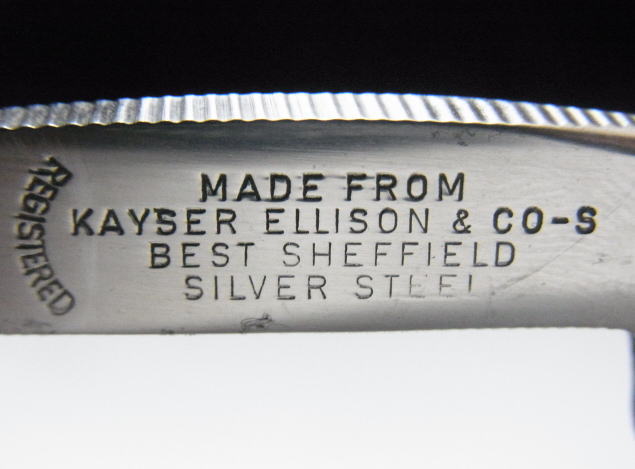 REGISTERED
MADE FROM
KAYSER ELLISON & CO-S
BEST SHEFFIELD
SILVER STEEL